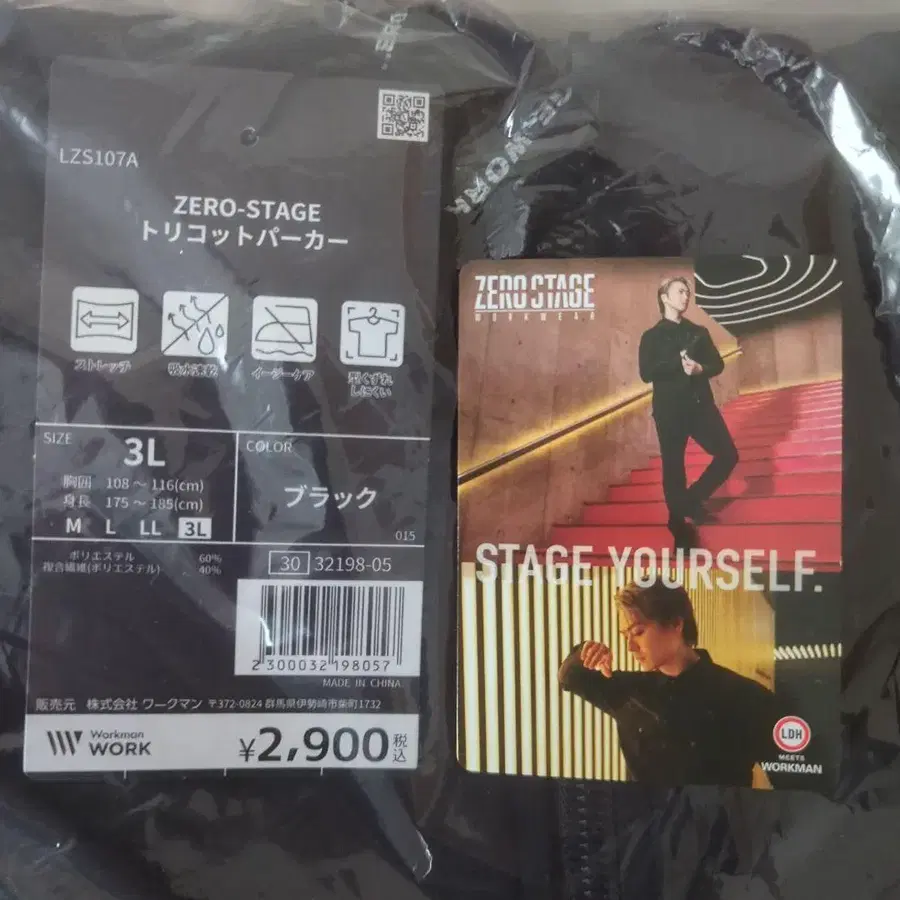 LZS107A
ZERO-STAGE
トリコットパーカー
ストレッチ
吸水速乾
イージーケア
型くずれ
しにくい
SIZE
3L
胸囲 108 ～ 116(cm)
身長 175 ～ 185(cm)
M L LL 3L
COLOR
ブラック
015
ポリエステル 60%
複合繊維(ポリエステル) 40%
30 32198-05
2 300032 198057
MADE IN CHINA
販売元 株式会社 ワークマン 〒372-0824 群馬県伊勢崎市柴町1732
Workman
WORK
¥2,900税込
ZERO STAGE
WORKWEAR
STAGE YOURSELF.
LDH
MEETS
WORKMAN